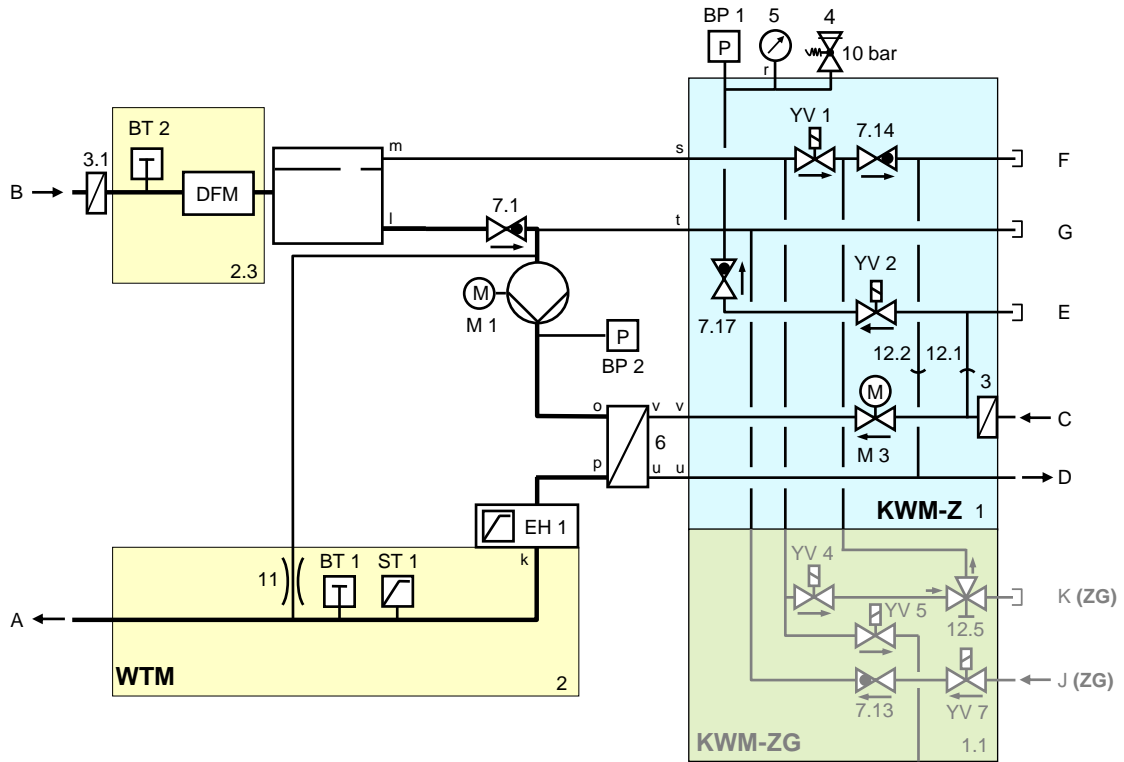 BP 1 5 4
P r 10 bar
YV 1 7.14
BT 2
3.1 m s F
B DFM
l 7.1 t G
YV 2
2.3
M E
M 1 7.17
P
BP 2 12.2 12.1
3
M
o v v C
6 M 3
p u u D
EH 1 KWM-Z 1
k
YV 4
BT 1 ST 1
11 K (ZG)
YV 5
A 12.5
WTM J (ZG)
2 7.13 YV 7
KWM-ZG 1.1